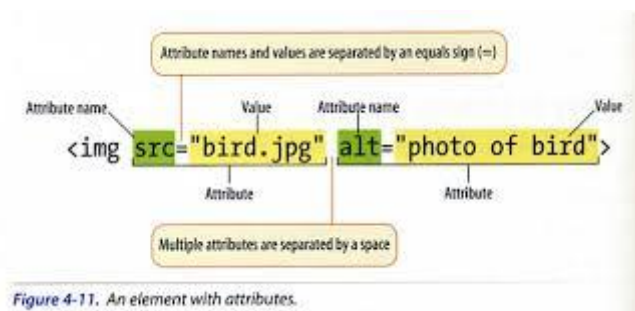 Attribute names and values are separated by an equals sign (=)
Attribute name Value Attribute name Value
<img src="bird.jpg" alt="photo of bird">
Attribute Attribute
Multiple attributes are separated by a space
Figure 4-11. An element with attributes.